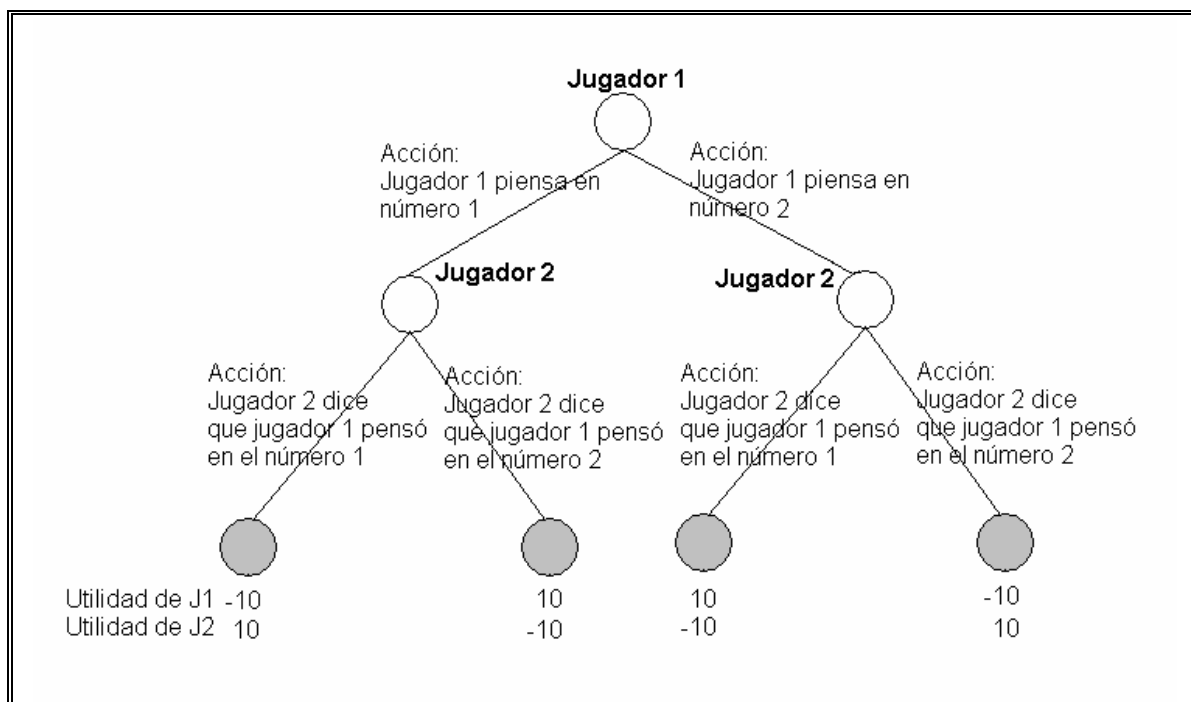 Jugador 1
Acción:
Jugador 1 piensa en
número 1
Acción:
Jugador 1 piensa en
número 2
Jugador 2
Jugador 2
Acción:
Jugador 2 dice
que jugador 1 pensó
en el número 1
Acción:
Jugador 2 dice
que jugador 1 pensó
en el número 2
Acción:
Jugador 2 dice
que jugador 1 pensó
en el número 1
Acción:
Jugador 2 dice
que jugador 1 pensó
en el número 2
Utilidad de J1 -10 10 10 -10
Utilidad de J2 10 -10 -10 10